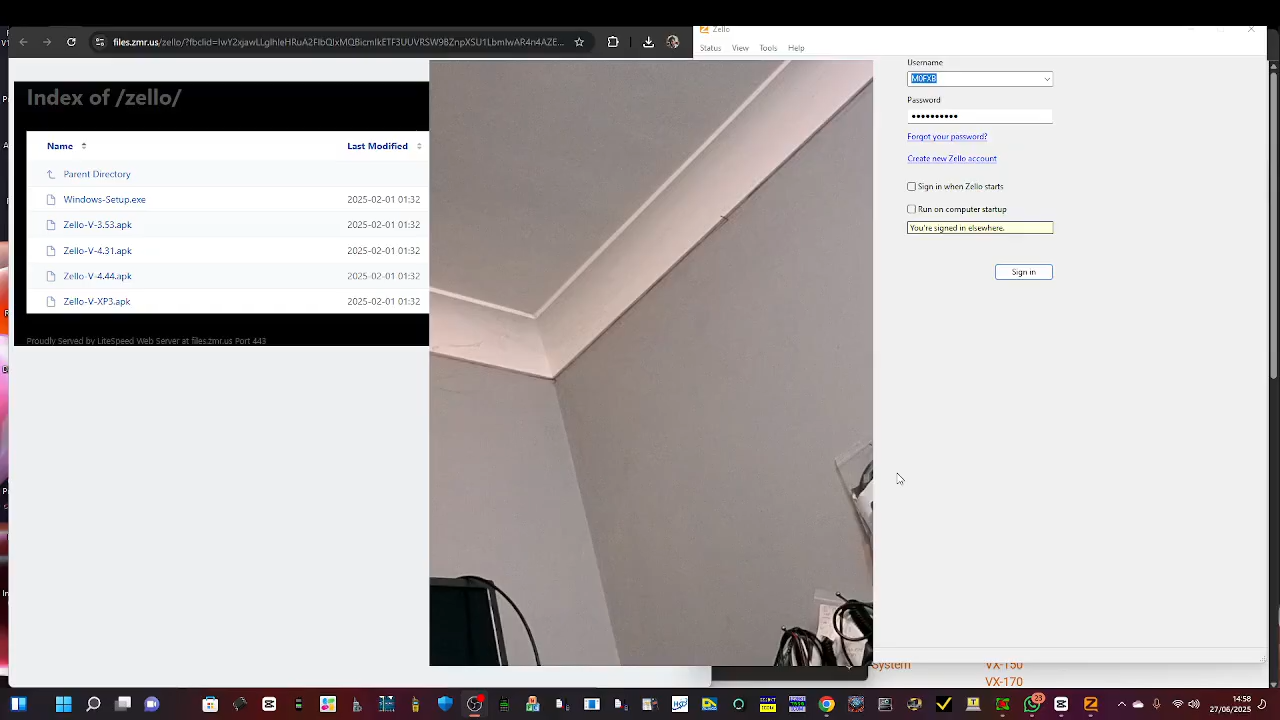 files.zmr.us/zello/?fbclid=IwY2xjawLLglhleHRuA2FlbQIxMQBicmlkETF3UUVRSW96ZnpXSU1LbmlwAR4n4AZE...
Index of /zello/
Name Last Modified
Parent Directory
Windows-Setup.exe 2025-02-01 01:32
Zello-V-3.53.apk 2025-02-01 01:32
Zello-V-4.31.apk 2025-02-01 01:32
Zello-V-4.44.apk 2025-02-01 01:32
Zello-V-XP3.apk 2025-02-01 01:32
Proudly Served by LiteSpeed Web Server at files.zmr.us Port 443
Zello
Status View Tools Help
Username
M0FXB
Password
Forgot your password?
Create new Zello account
Sign in when Zello starts
Run on computer startup
You're signed in elsewhere.
Sign in
System VX-150
VX-170
23
14:58
27/06/2025